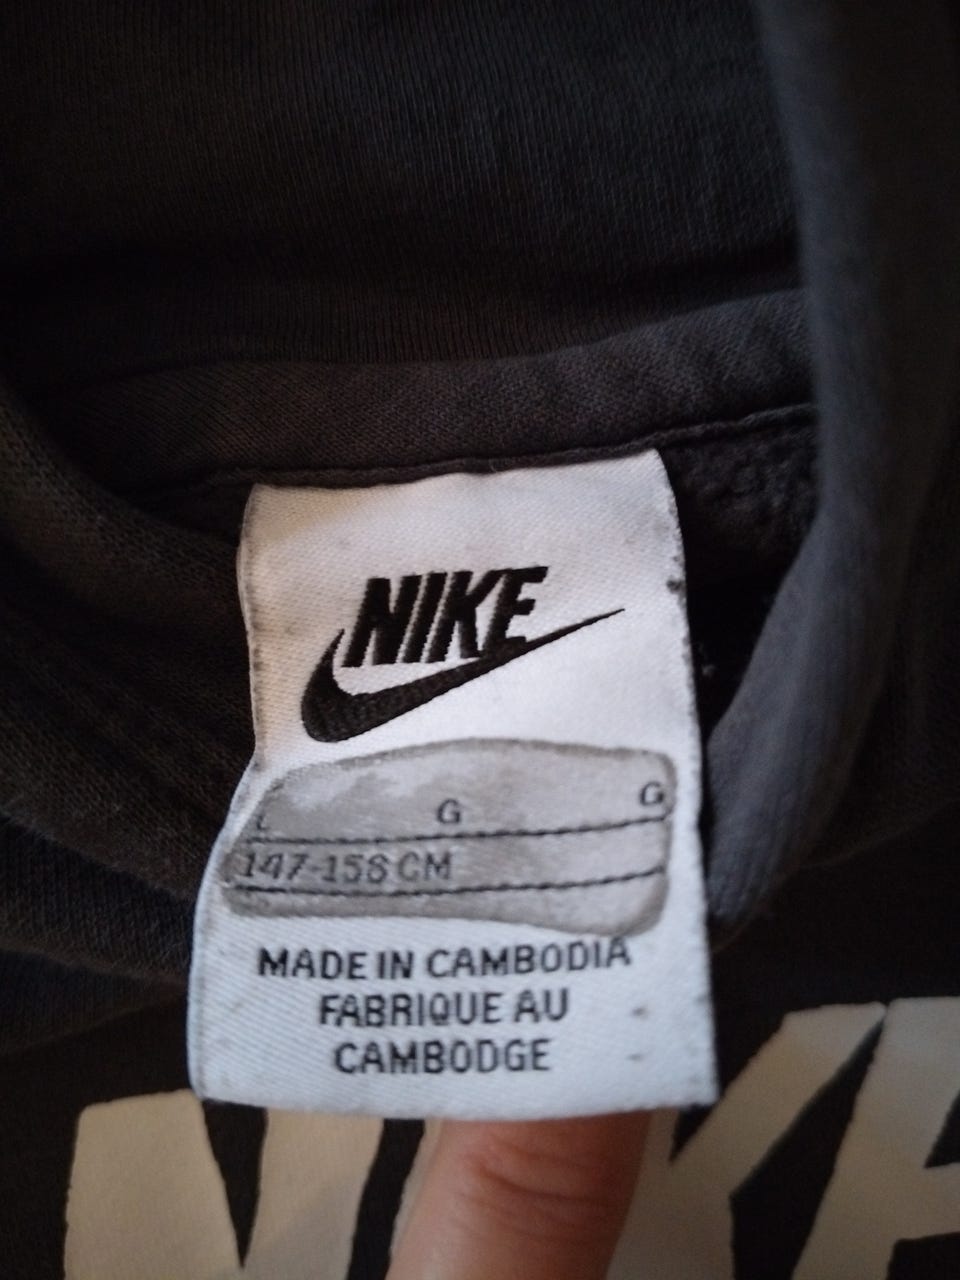 NIKE
L G G
147-158 CM
MADE IN CAMBODIA
FABRIQUE AU
CAMBODGE